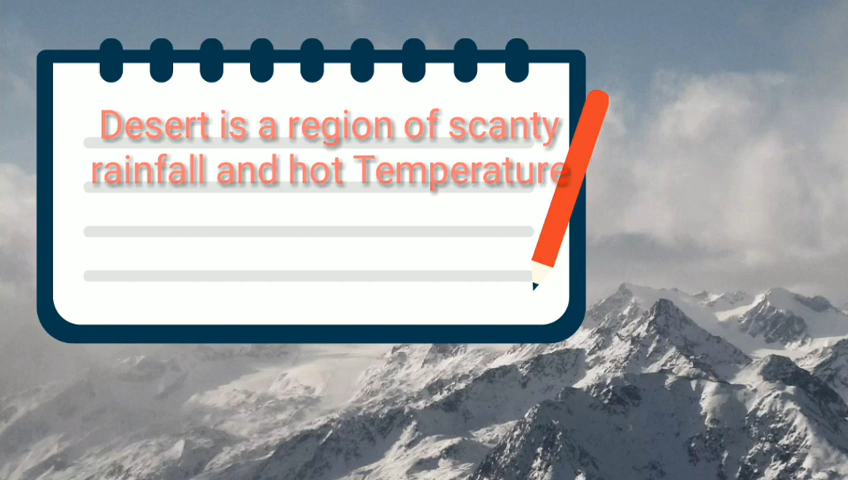 Desert is a region of scanty
rainfall and hot Temperature